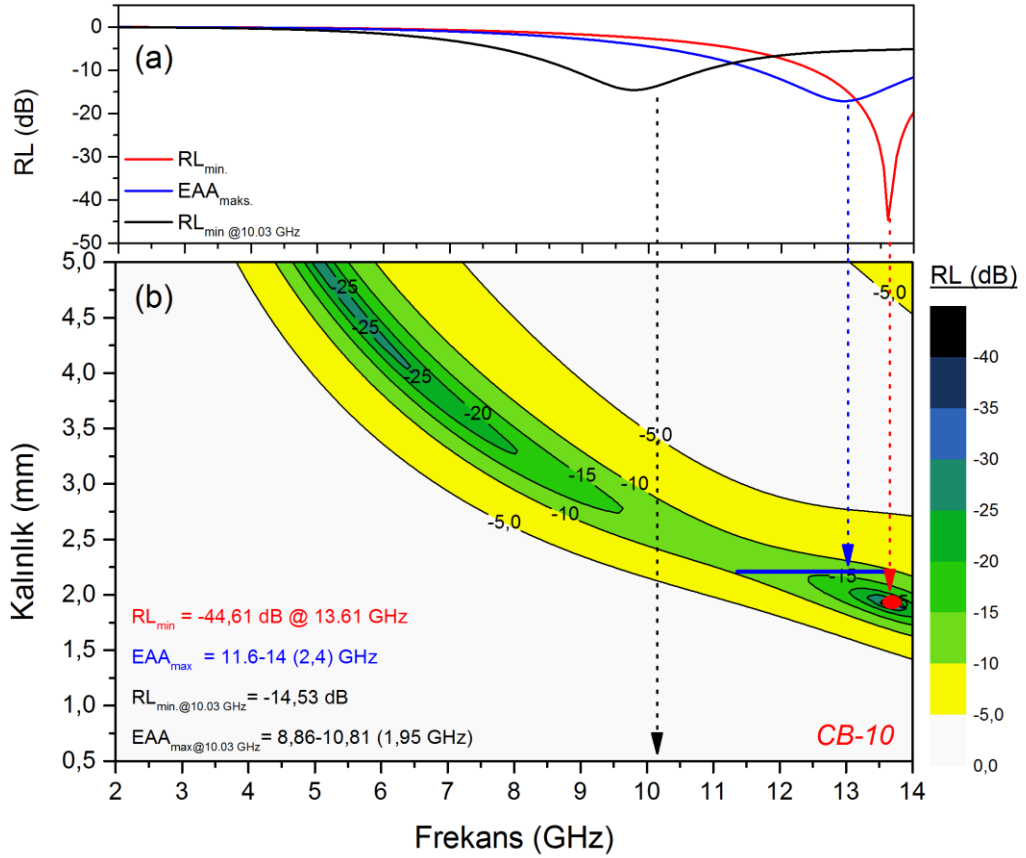 0
-10
-20
-30
-40
-50
RL (dB)
(a)
RLmin.
EAAmaks.
RLmin @10.03 GHz
(b)
5,0
4,5
4,0
3,5
3,0
2,5
2,0
1,5
1,0
0,5
Kalınlık (mm)
-25
-25
-25
-20
-15
-10
-10
-5,0
-5,0
-5,0
-15
RLmin = -44,61 dB @ 13.61 GHz
EAAmax = 11.6-14 (2,4) GHz
RLmin.@10.03 GHz= -14,53 dB
EAAmax@10.03 GHz= 8,86-10,81 (1,95 GHz)
CB-10
2 3 4 5 6 7 8 9 10 11 12 13 14
Frekans (GHz)
RL (dB)
-40
-35
-30
-25
-20
-15
-10
-5,0
0,0